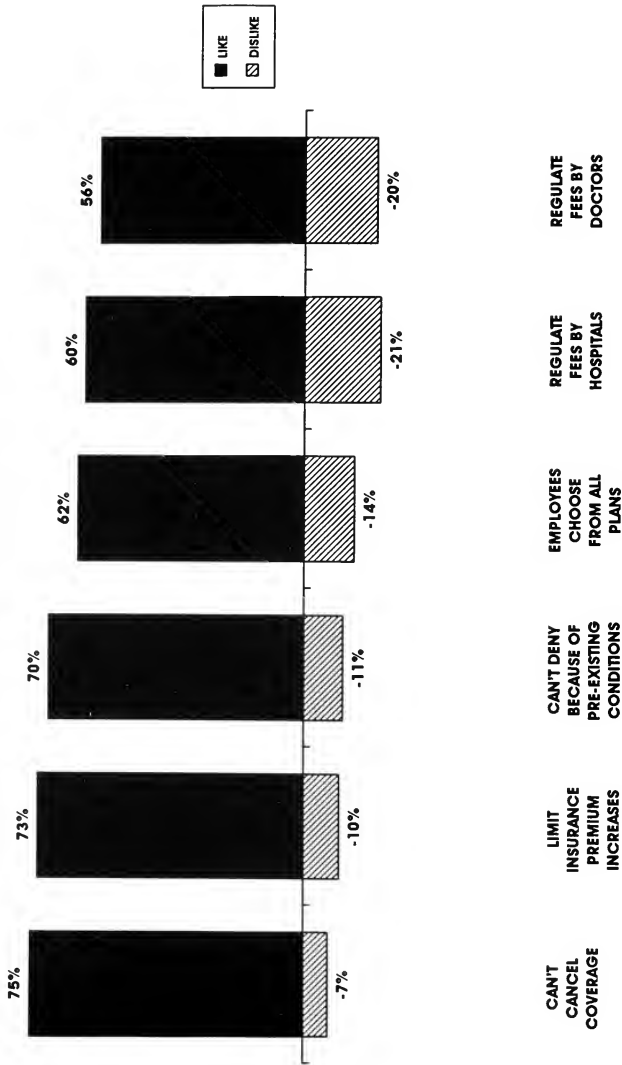 LIKE
DISLIKE
75%
73%
70%
62%
60%
56%
-7%
-10%
-11%
-14%
-21%
-20%
CAN'T
CANCEL
COVERAGE
LIMIT
INSURANCE
PREMIUM
INCREASES
CAN'T DENY
BECAUSE OF
PRE-EXISTING
CONDITIONS
EMPLOYEES
CHOOSE
FROM ALL
PLANS
REGULATE
FEES BY
HOSPITALS
REGULATE
FEES BY
DOCTORS